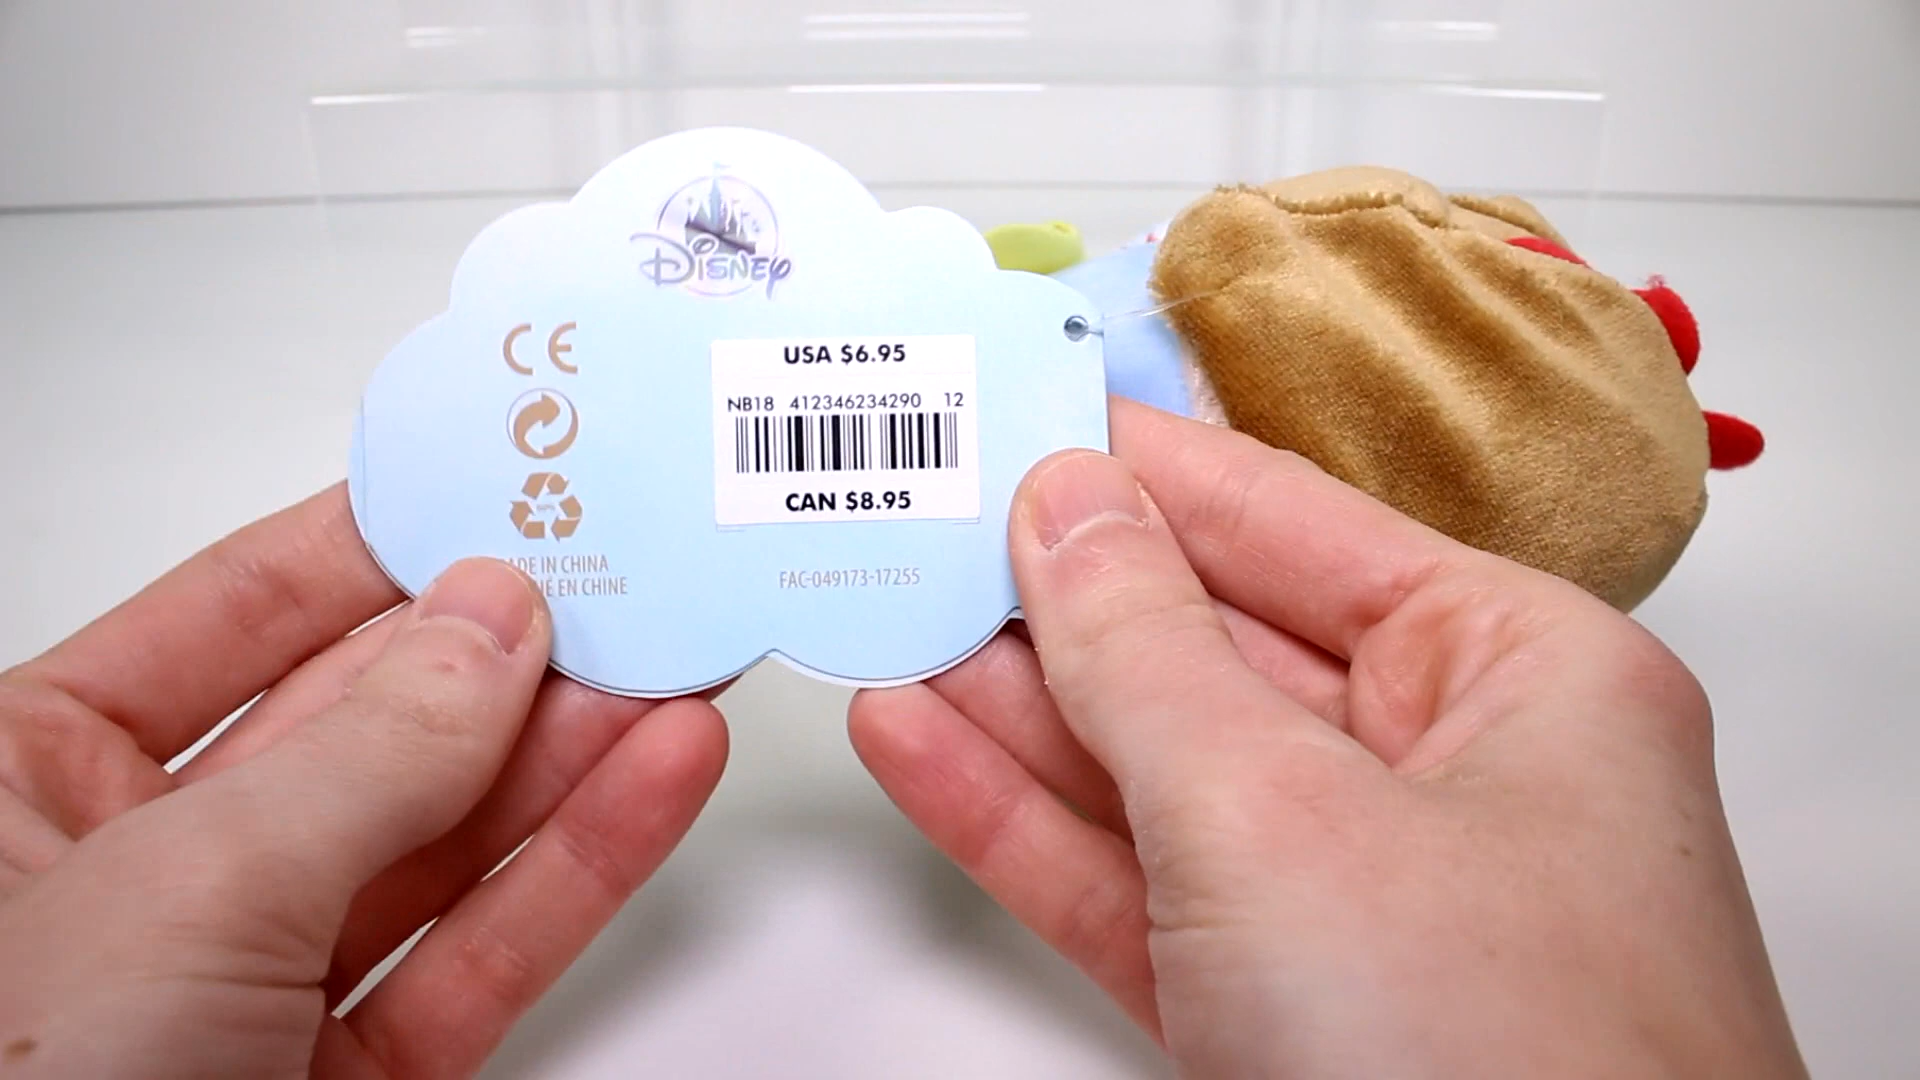 Disney
CE
USA $6.95
NB18 412346234290 12
CAN $8.95
ADE IN CHINA
NÉ EN CHINE
FAC-049173-17255